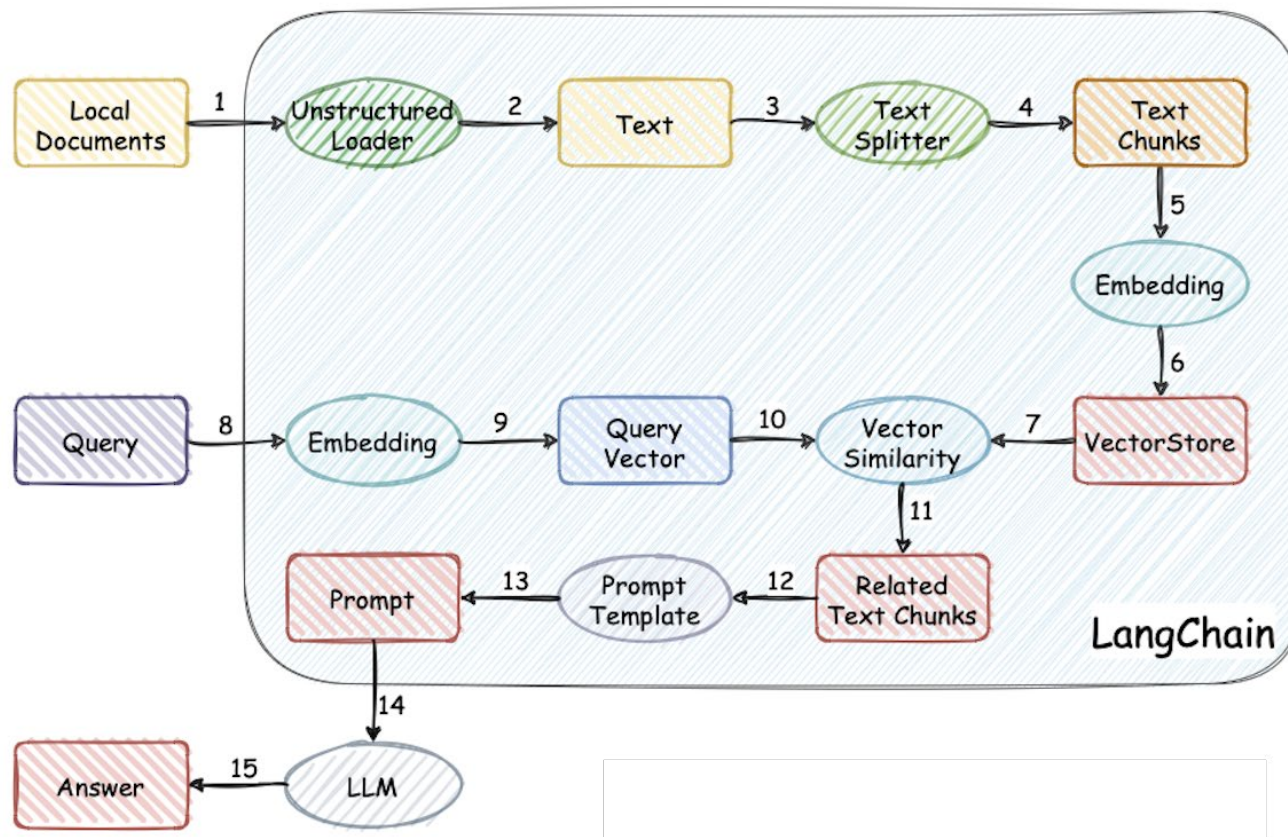 Local
Documents
1
Unstructured
Loader
2
Text
3
Text
Splitter
4
Text
Chunks
5
Embedding
6
Query
8
Embedding
9
Query
Vector
10
Vector
Similarity
7
VectorStore
11
Prompt
13
Prompt
Template
12
Related
Text Chunks
LangChain
14
Answer
15
LLM